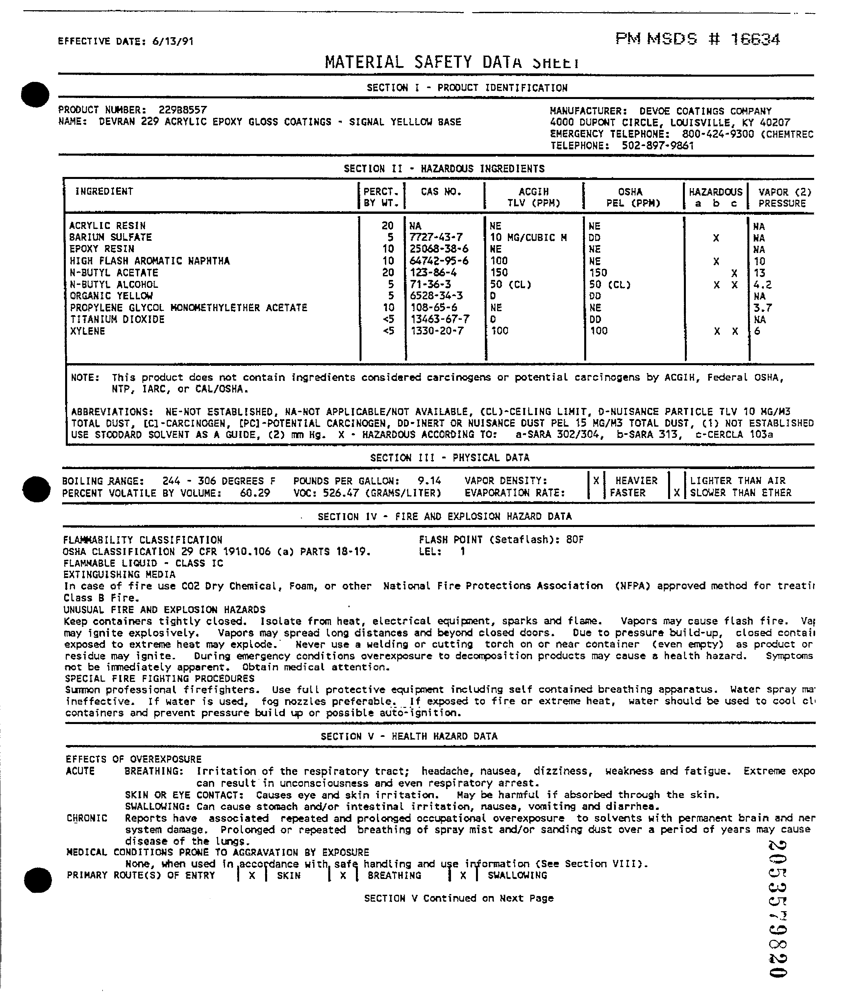 EFFECTIVE DATE: 6/13/91
PM MSDS # 16634
MATERIAL SAFETY DATA SHEET
SECTION I - PRODUCT IDENTIFICATION
PRODUCT NUMBER: 229B8557
NAME: DEVRAN 229 ACRYLIC EPOXY GLOSS COATINGS - SIGNAL YELLLOW BASE
MANUFACTURER: DEVOE COATINGS COMPANY
4000 DUPONT CIRCLE, LOUISVILLE, KY 40207
EMERGENCY TELEPHONE: 800-424-9300 (CHEMTREC
TELEPHONE: 502-897-9861
SECTION II - HAZARDOUS INGREDIENTS
INGREDIENT PERCT. CAS NO. ACGIH OSHA HAZARDOUS VAPOR (2)
BY WT. TLV (PPM) PEL (PPM) a b c PRESSURE
ACRYLIC RESIN 20 NA NE NE NA
BARIUM SULFATE 5 7727-43-7 10 MG/CUBIC M DD X NA
EPOXY RESIN 10 25068-38-6 NE NE NA
HIGH FLASH AROMATIC NAPHTHA 10 64742-95-6 100 NE X 10
N-BUTYL ACETATE 20 123-86-4 150 150 X 13
N-BUTYL ALCOHOL 5 71-36-3 50 (CL) 50 (CL) X X 4.2
ORGANIC YELLOW 5 6528-34-3 D DD NA
PROPYLENE GLYCOL MONOMETHYLETHER ACETATE 10 108-65-6 NE NE 3.7
TITANIUM DIOXIDE <5 13463-67-7 D DD NA
XYLENE <5 1330-20-7 100 100 X X 6
NOTE: This product does not contain ingredients considered carcinogens or potential carcinogens by ACGIH, Federal OSHA,
NTP, IARC, or CAL/OSHA.
ABBREVIATIONS: NE-NOT ESTABLISHED, NA-NOT APPLICABLE/NOT AVAILABLE, (CL)-CEILING LIMIT, D-NUISANCE PARTICLE TLV 10 MG/M3
TOTAL DUST, [C]-CARCINOGEN, [PC]-POTENTIAL CARCINOGEN, DD-INERT OR NUISANCE DUST PEL 15 MG/M3 TOTAL DUST, (1) NOT ESTABLISHED
USE STODDARD SOLVENT AS A GUIDE, (2) mm Hg. X - HAZARDOUS ACCORDING TO: a-SARA 302/304, b-SARA 313, c-CERCLA 103a
SECTION III - PHYSICAL DATA
BOILING RANGE: 244 - 306 DEGREES F POUNDS PER GALLON: 9.14 VAPOR DENSITY: X HEAVIER LIGHTER THAN AIR
PERCENT VOLATILE BY VOLUME: 60.29 VOC: 526.47 (GRAMS/LITER) EVAPORATION RATE: FASTER X SLOWER THAN ETHER
SECTION IV - FIRE AND EXPLOSION HAZARD DATA
FLAMMABILITY CLASSIFICATION FLASH POINT (Setaflash): 80F
OSHA CLASSIFICATION 29 CFR 1910.106 (a) PARTS 18-19. LEL: 1
FLAMMABLE LIQUID - CLASS IC
EXTINGUISHING MEDIA
In case of fire use CO2 Dry Chemical, Foam, or other National Fire Protections Association (NFPA) approved method for treatin
Class B Fire.
UNUSUAL FIRE AND EXPLOSION HAZARDS
Keep containers tightly closed. Isolate from heat, electrical equipment, sparks and flame. Vapors may cause flash fire. Vap
may ignite explosively. Vapors may spread long distances and beyond closed doors. Due to pressure build-up, closed contain
exposed to extreme heat may explode. Never use a welding or cutting torch on or near container (even empty) as product or
residue may ignite. During emergency conditions overexposure to decomposition products may cause a health hazard. Symptoms
not be immediately apparent. Obtain medical attention.
SPECIAL FIRE FIGHTING PROCEDURES
Summon professional firefighters. Use full protective equipment including self contained breathing apparatus. Water spray ma
ineffective. If water is used, fog nozzles preferable. If exposed to fire or extreme heat, water should be used to cool cl
containers and prevent pressure build up or possible auto-ignition.
SECTION V - HEALTH HAZARD DATA
EFFECTS OF OVEREXPOSURE
ACUTE BREATHING: Irritation of the respiratory tract; headache, nausea, dizziness, weakness and fatigue. Extreme expo
can result in unconsciousness and even respiratory arrest.
SKIN OR EYE CONTACT: Causes eye and skin irritation. May be harmful if absorbed through the skin.
SWALLOWING: Can cause stomach and/or intestinal irritation, nausea, vomiting and diarrhea.
CHRONIC Reports have associated repeated and prolonged occupational overexposure to solvents with permanent brain and ner
system damage. Prolonged or repeated breathing of spray mist and/or sanding dust over a period of years may cause
disease of the lungs.
MEDICAL CONDITIONS PRONE TO AGGRAVATION BY EXPOSURE
None, when used in accordance with safe handling and use information (See Section VIII).
PRIMARY ROUTE(S) OF ENTRY X SKIN X BREATHING X SWALLOWING
SECTION V Continued on Next Page
2053579820